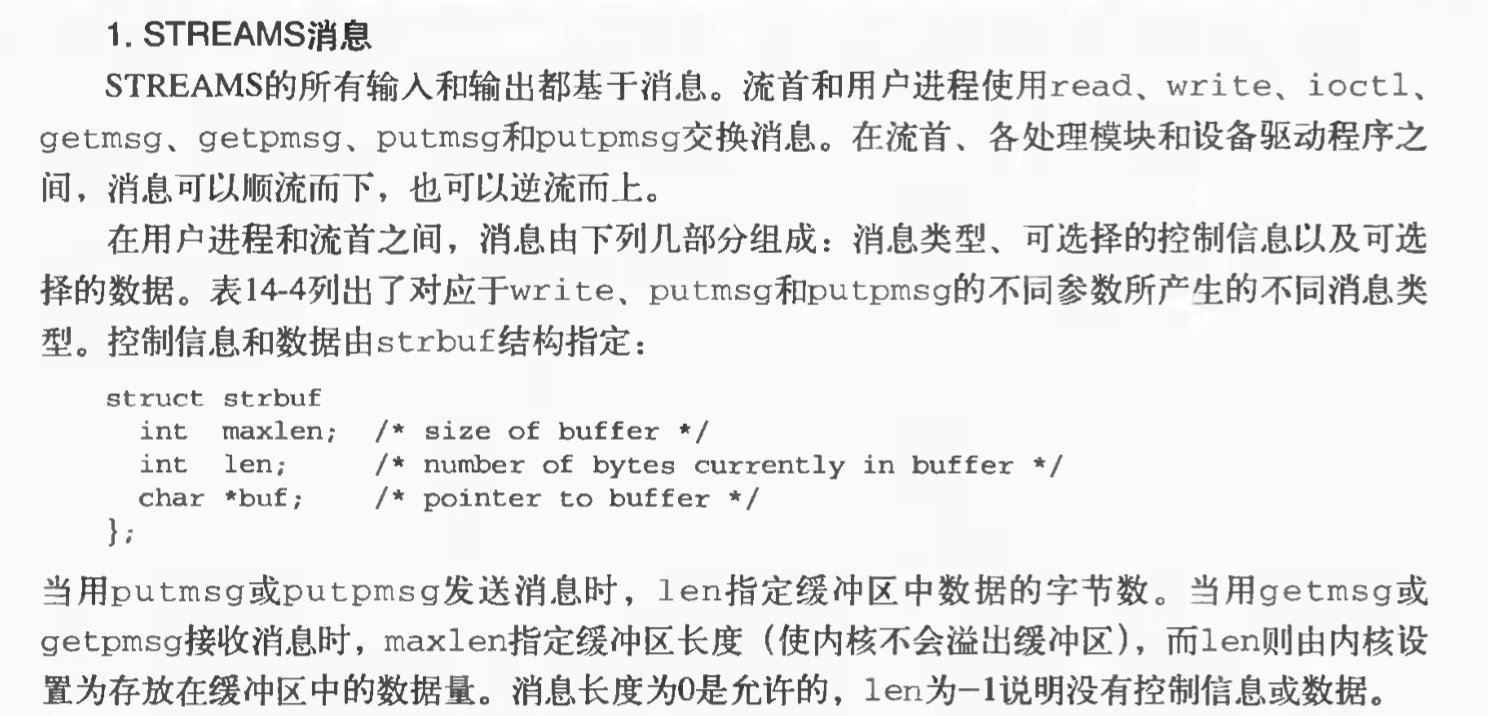 1. STREAMS消息
STREAMS的所有输入和输出都基于消息。流首和用户进程使用read、write、ioctl、
getmsg、getpmsg、putmsg和putpmsg交换消息。在流首、各处理模块和设备驱动程序之
间，消息可以顺流而下，也可以逆流而上。
在用户进程和流首之间，消息由下列几部分组成：消息类型、可选择的控制信息以及可选
择的数据。表14-4列出了对应于write、putmsg和putpmsg的不同参数所产生的不同消息类
型。控制信息和数据由strbuf结构指定：
struct strbuf
int maxlen; /* size of buffer */
int len; /* number of bytes currently in buffer */
char *buf; /* pointer to buffer */
};
当用putmsg或putpmsg发送消息时，len指定缓冲区中数据的字节数。当用getmsg或
getpmsg接收消息时，maxlen指定缓冲区长度（使内核不会溢出缓冲区），而len则由内核设
置为存放在缓冲区中的数据量。消息长度为0是允许的，len为−1说明没有控制信息或数据。